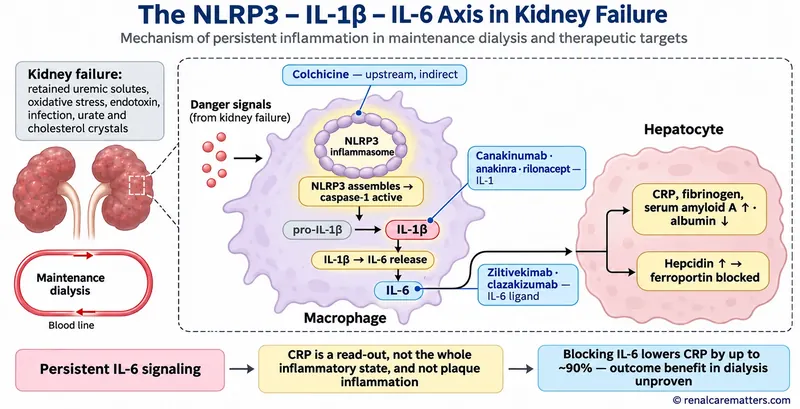 The NLRP3 – IL-1β – IL-6 Axis in Kidney Failure
Mechanism of persistent inflammation in maintenance dialysis and therapeutic targets
Kidney failure:
retained uremic solutes,
oxidative stress, endotoxin,
infection, urate and
cholesterol crystals
Maintenance
dialysis
Blood line
Danger signals
(from kidney failure)
Colchicine — upstream, indirect
NLRP3
inflammasome
NLRP3 assembles →
caspase-1 active
pro-IL-1β
IL-1β
IL-1β → IL-6 release
IL-6
Macrophage
Canakinumab ·
anakinra · rilonacept —
IL-1
Ziltivekimab ·
clazakizumab —
IL-6 ligand
Hepatocyte
CRP, fibrinogen,
serum amyloid A ↑ ·
albumin ↓
Hepcidin ↑ →
ferroportin blocked
Persistent IL-6 signaling
CRP is a read-out, not the whole
inflammatory state, and not plaque
inflammation
Blocking IL-6 lowers CRP by up to
~90% — outcome benefit in dialysis
unproven
© renalcarematters.com